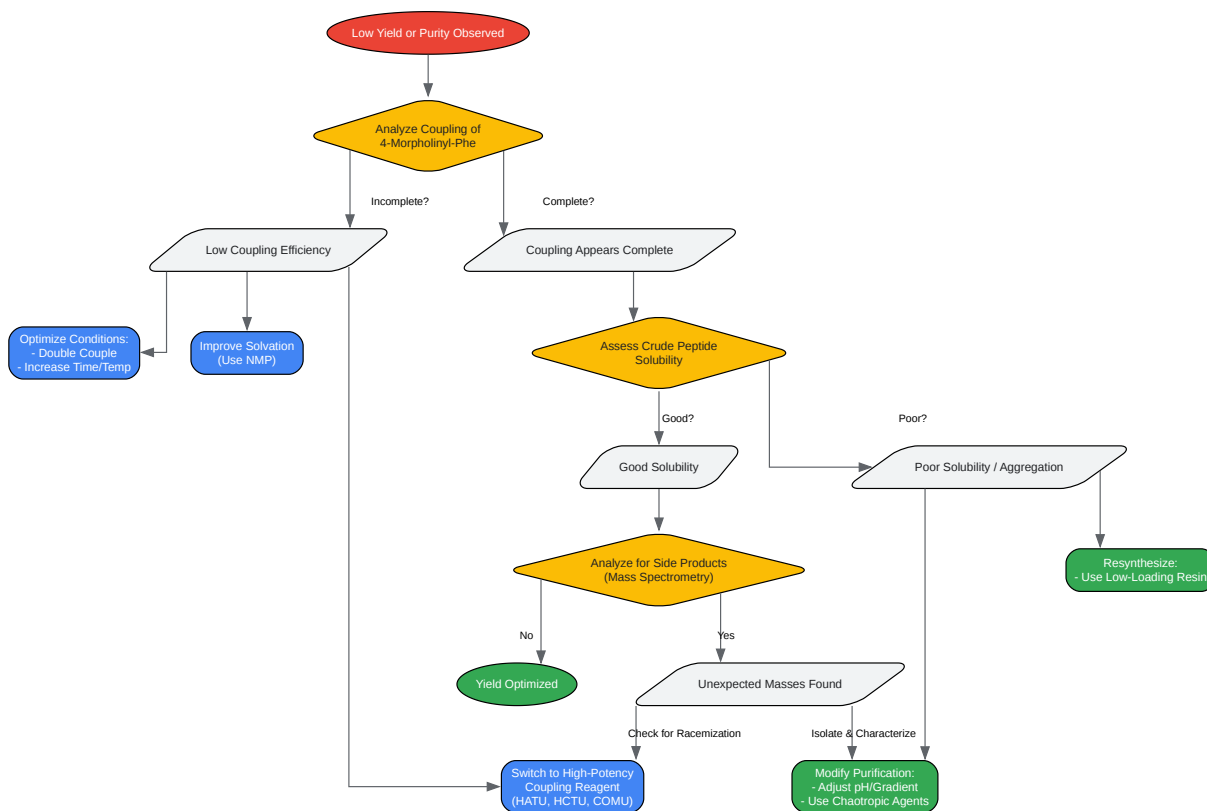 Low Yield or Purity Observed
Analyze Coupling of
4-Morpholinyl-Phe
Incomplete?
Complete?
Low Coupling Efficiency
Coupling Appears Complete
Optimize Conditions:
- Double Couple
- Increase Time/Temp
Improve Solvation
(Use NMP)
Assess Crude Peptide
Solubility
Good?
Poor?
Good Solubility
Poor Solubility / Aggregation
Analyze for Side Products
(Mass Spectrometry)
Resynthesize:
- Use Low-Loading Resin
No
Yes
Yield Optimized
Unexpected Masses Found
Check for Racemization
Isolate & Characterize
Switch to High-Potency
Coupling Reagent
(HATU, HCTU, COMU)
Modify Purification:
- Adjust pH/Gradient
- Use Chaotropic Agents